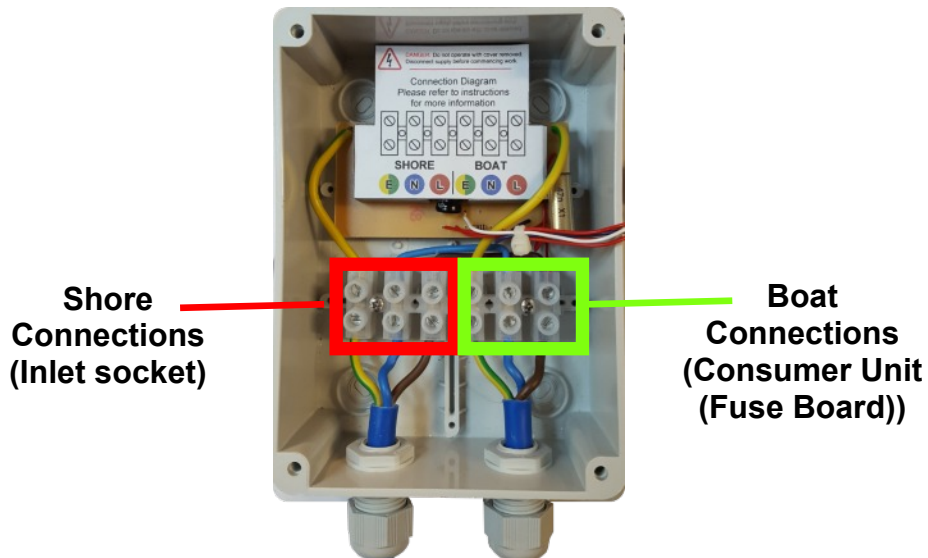 DANGER: Do not operate with cover removed.
Disconnect supply before commencing work.
Connection Diagram
Please refer to instructions
for more information
SHORE BOAT
E N L E N L
Shore
Connections
(Inlet socket)
Boat
Connections
(Consumer Unit
(Fuse Board))